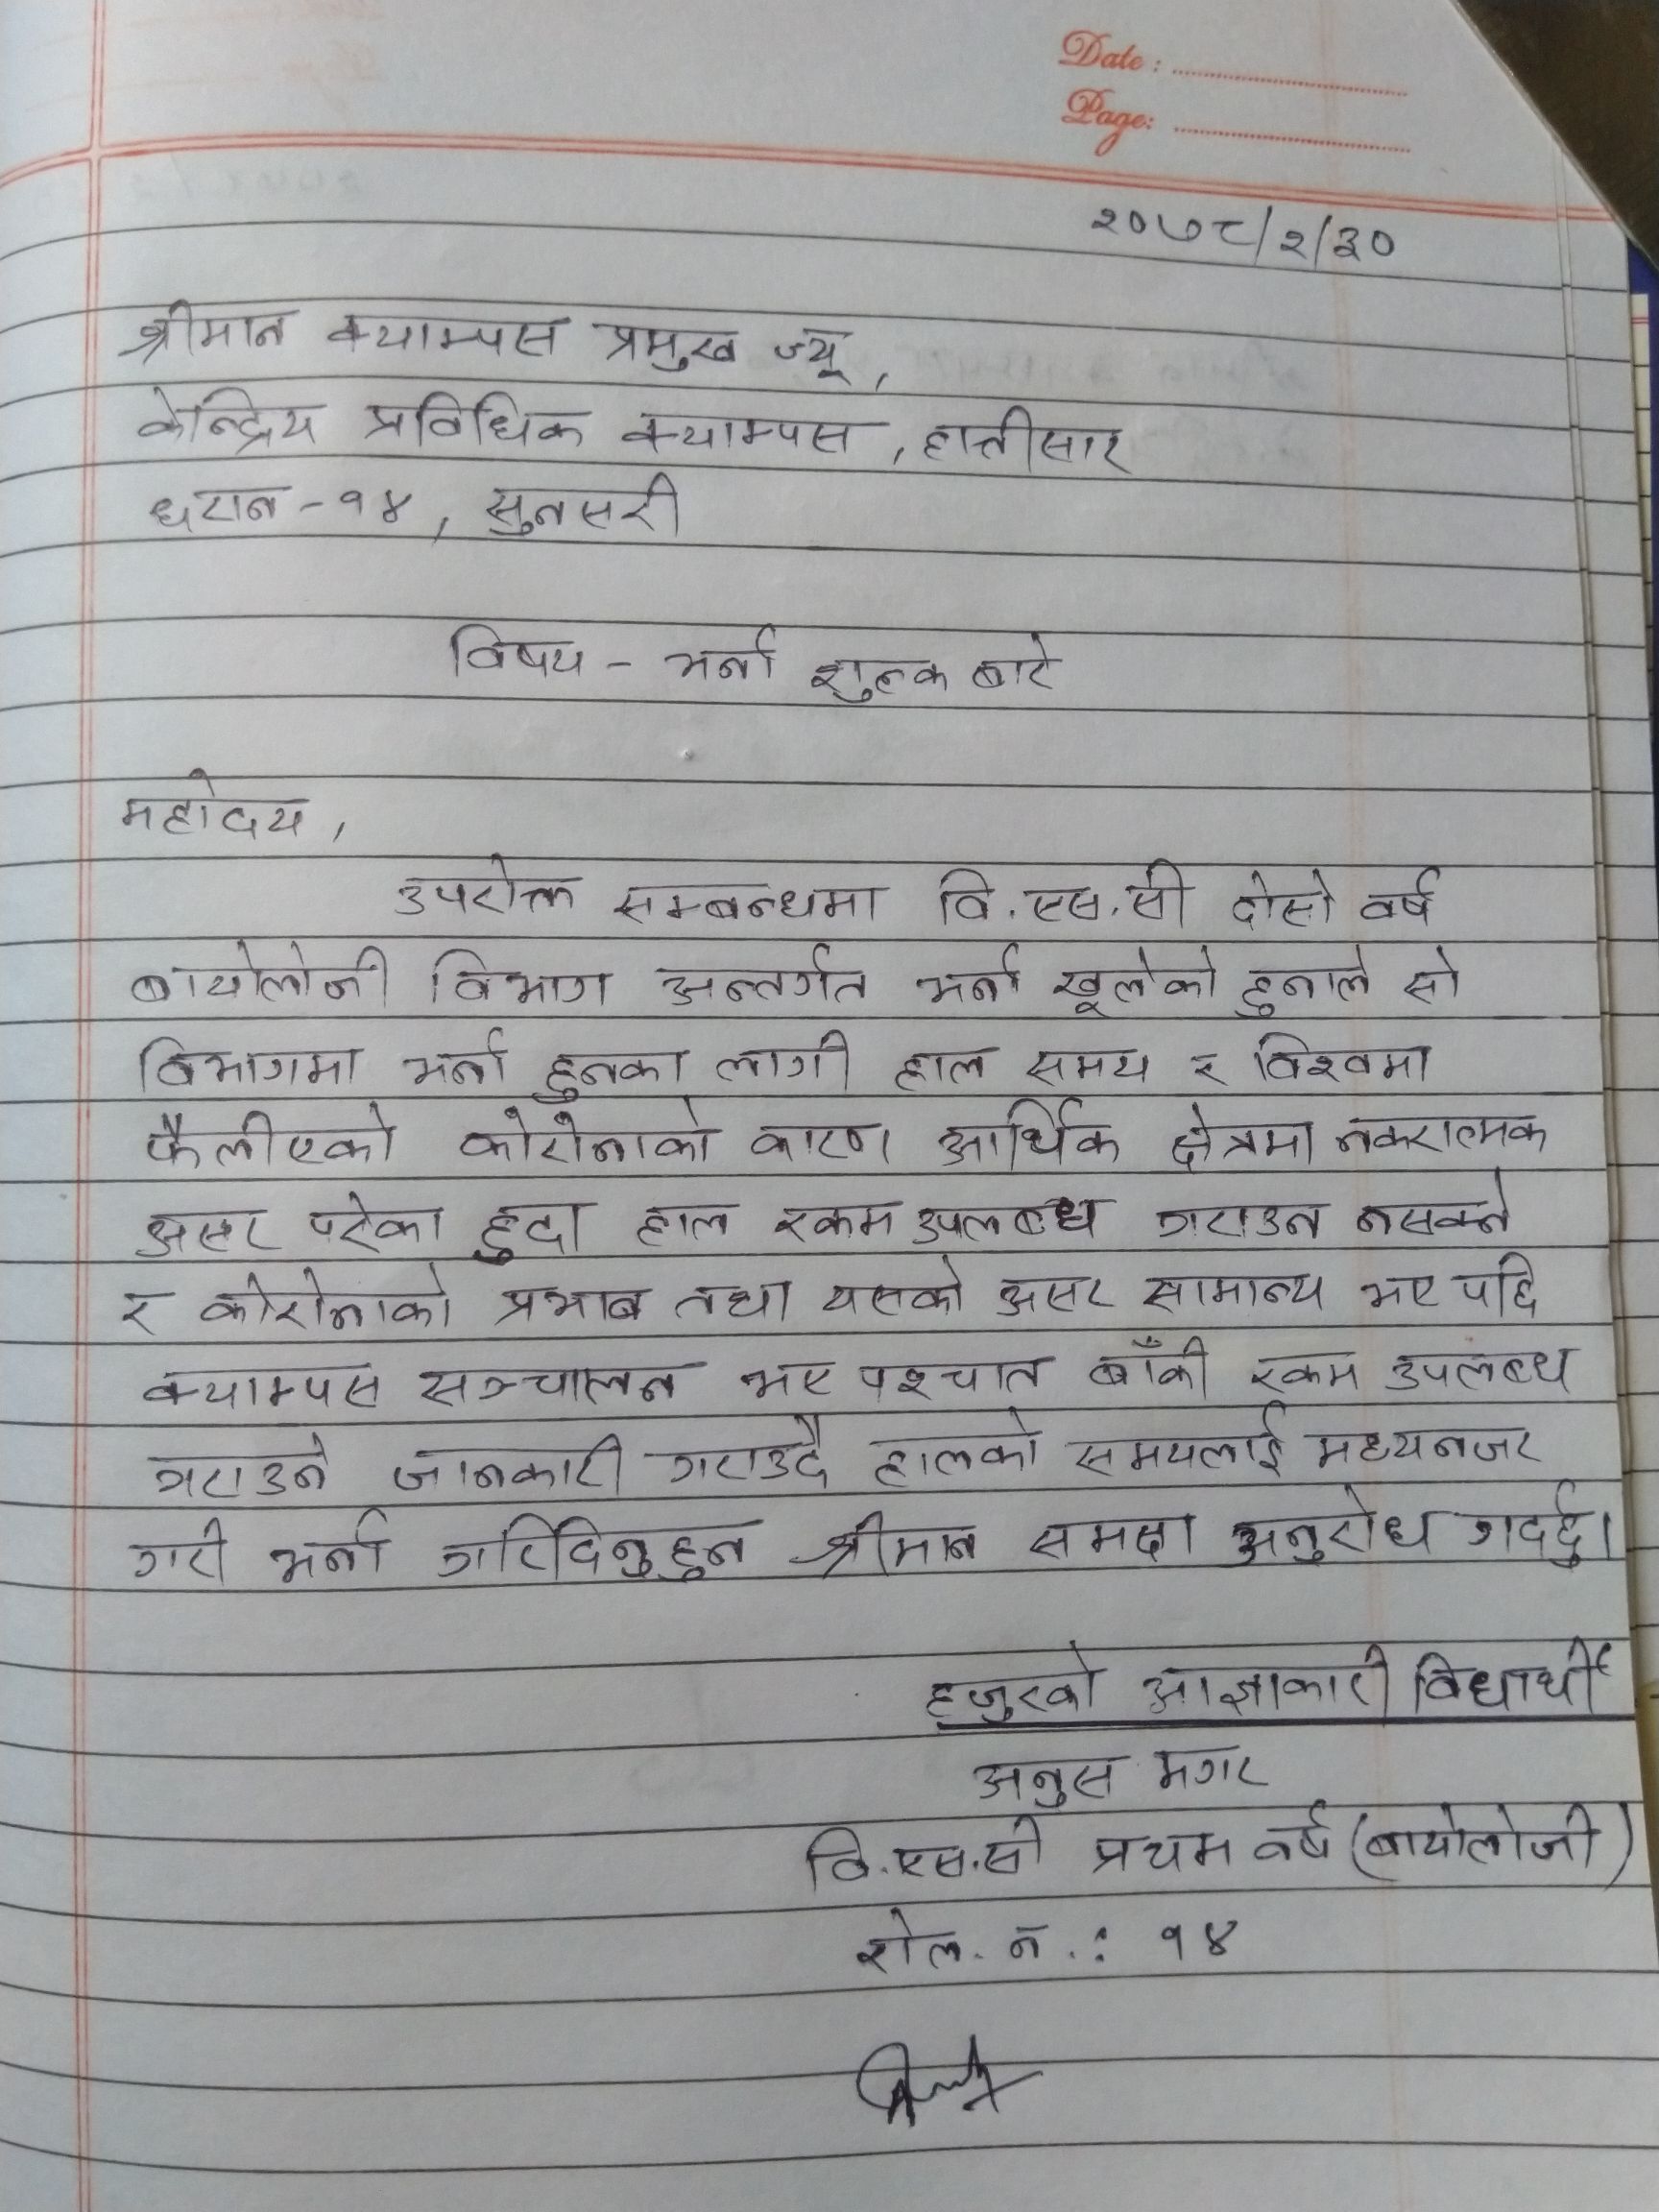 Date :
Page:
२०७८/२/३०
श्रीमान क्याम्पस प्रमुख ज्यू,
केन्द्रिय प्रविधिक क्याम्पस, हात्तीसार
धरान-१४, सुनसरी
विषय - भर्ना शुल्क बारे
महोदय,
उपरोक्त सम्बन्धमा वि.एस.सी दोस्रो वर्ष
बायोलोजी विभाग अन्तर्गत भर्ना खूलेको हुनाले सो
विभागमा भर्ना हुनका लागी हाल समय र विश्वमा
फैलीएको कोरोनाको कारण आर्थिक क्षेत्रमा नकरात्मक
असर परेका हुदा हाल रकम उपलब्ध गराउन नसक्ने
र कोरोनाको प्रभाब तथा यसको असर सामान्य भए पछि
क्याम्पस सञ्चालन भए पश्चात बाँकी रकम उपलब्ध
गराउने जानकारी गराउदै हालको समयलाई मध्यनजर
गरी भर्ना गरिदिनुहुन श्रीमान समक्ष अनुरोध गर्दछु।
हजुरको आज्ञाकारी विधार्थी
अनुस मगर
वि.एस.सी प्रथम वर्ष (बायोलोजी)
रोल. न .: १४